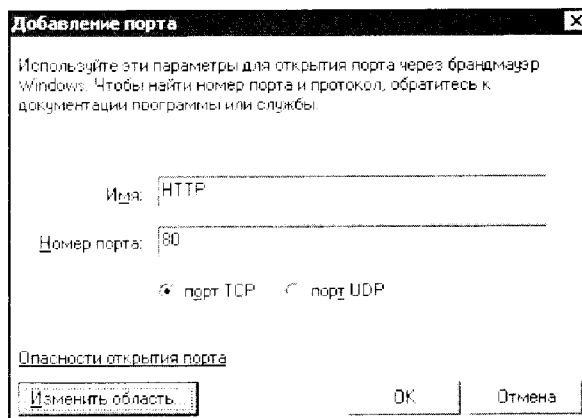 Добавление порта
Используйте эти параметры для открытия порта через брандмауэр
Windows. Чтобы найти номер порта и протокол, обратитесь к
документации программы или службы.
Имя: HTTP
Номер порта: 80
порт TCP порт UDP
Опасности открытия порта
Изменить область... OK Отмена